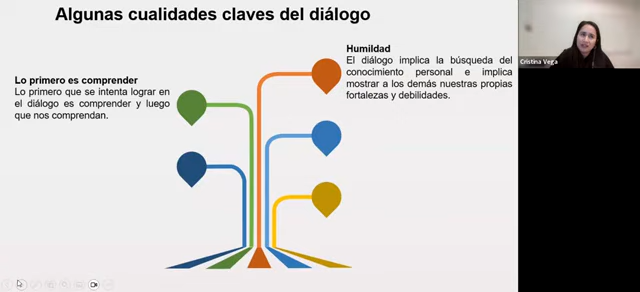 Algunas cualidades claves del diálogo
Lo primero es comprender
Lo primero que se intenta lograr en
el diálogo es comprender y luego
que nos comprendan.
Humildad
El diálogo implica la búsqueda del
conocimiento personal e implica
mostrar a los demás nuestras propias
fortalezas y debilidades.
Cristina Vega